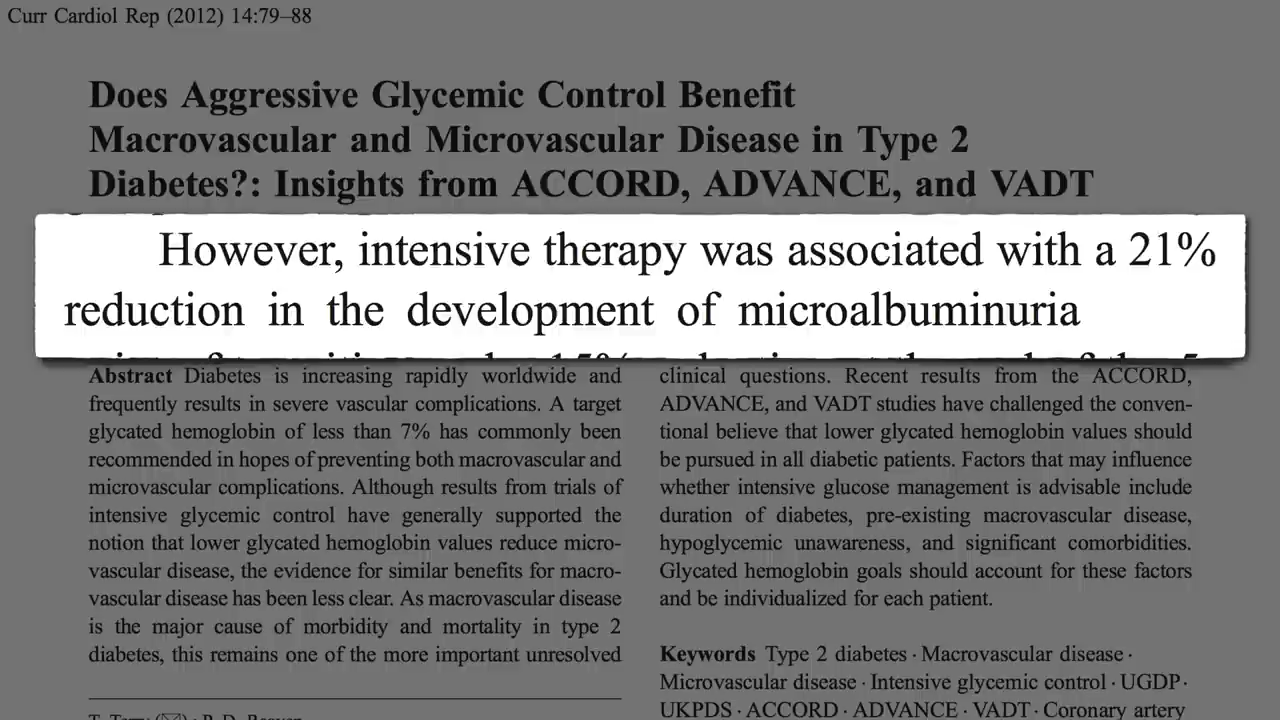 Curr Cardiol Rep (2012) 14:79–88
Does Aggressive Glycemic Control Benefit
Macrovascular and Microvascular Disease in Type 2
Diabetes?: Insights from ACCORD, ADVANCE, and VADT
However, intensive therapy was associated with a 21%
reduction in the development of microalbuminuria
Abstract Diabetes is increasing rapidly worldwide and
frequently results in severe vascular complications. A target
glycated hemoglobin of less than 7% has commonly been
recommended in hopes of preventing both macrovascular and
microvascular complications. Although results from trials of
intensive glycemic control have generally supported the
notion that lower glycated hemoglobin values reduce micro-
vascular disease, the evidence for similar benefits for macro-
vascular disease has been less clear. As macrovascular disease
is the major cause of morbidity and mortality in type 2
diabetes, this remains one of the more important unresolved
clinical questions. Recent results from the ACCORD,
ADVANCE, and VADT studies have challenged the conven-
tional believe that lower glycated hemoglobin values should
be pursued in all diabetic patients. Factors that may influence
whether intensive glucose management is advisable include
duration of diabetes, pre-existing macrovascular disease,
hypoglycemic unawareness, and significant comorbidities.
Glycated hemoglobin goals should account for these factors
and be individualized for each patient.
Keywords Type 2 diabetes · Macrovascular disease ·
Microvascular disease · Intensive glycemic control · UGDP ·
UKPDS · ACCORD · ADVANCE · VADT · Coronary artery